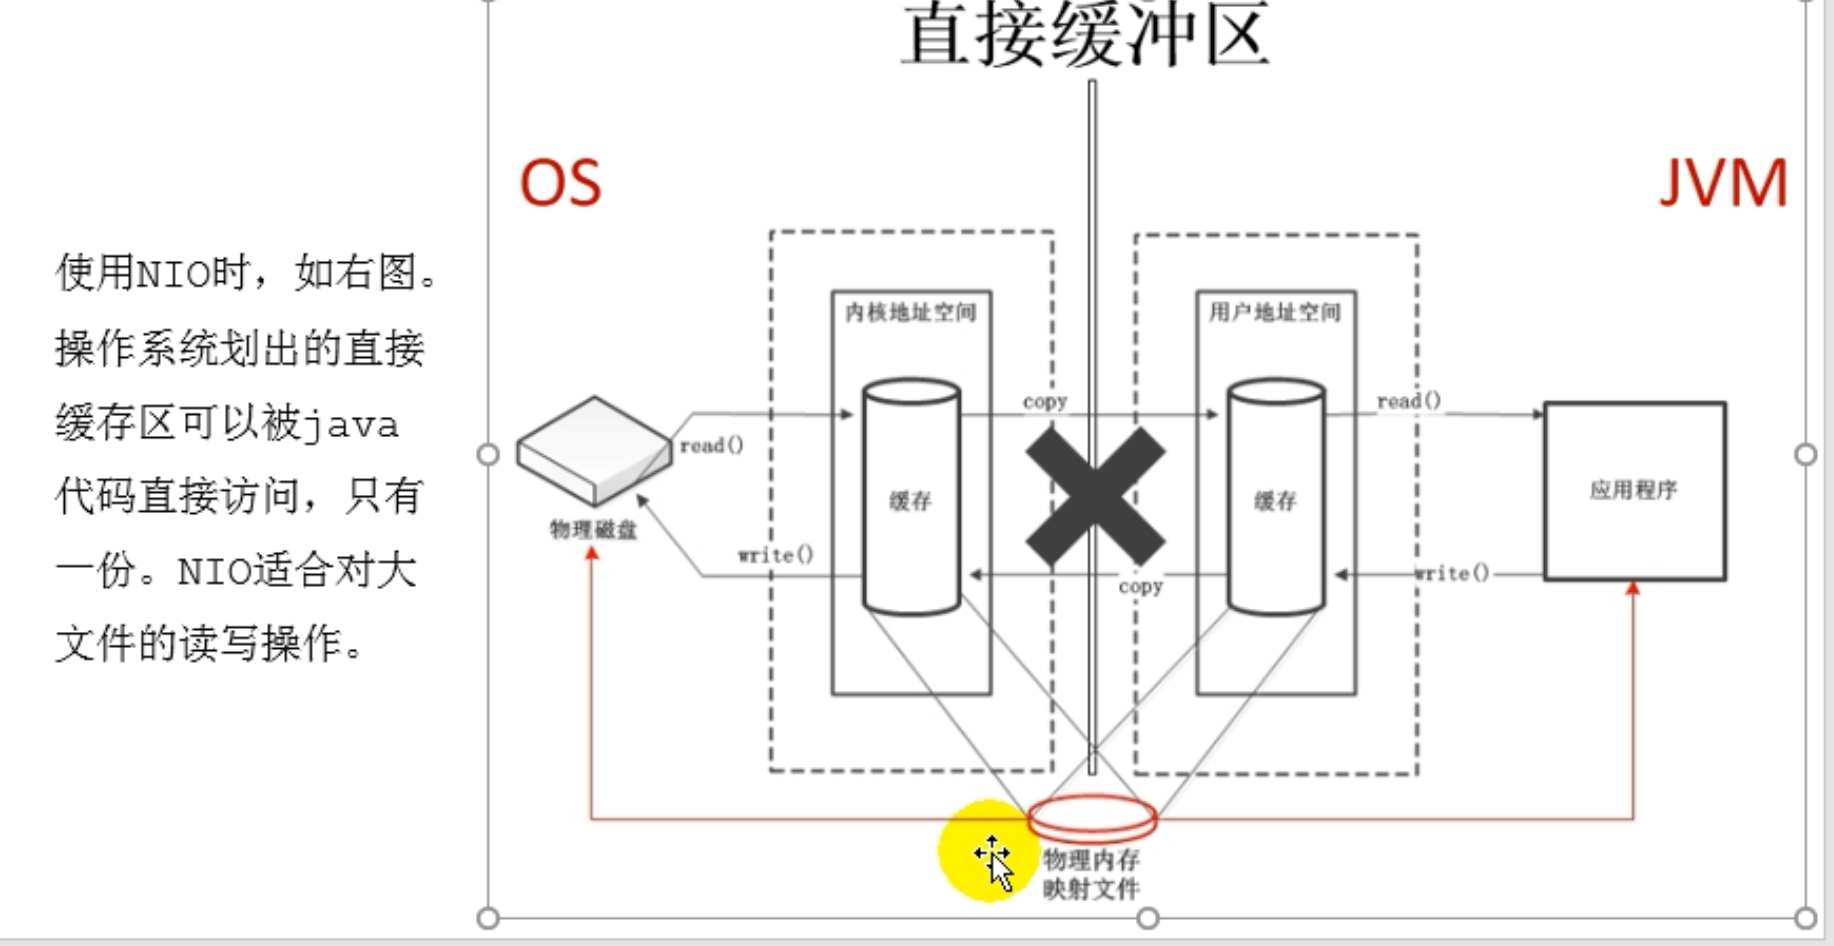 直接缓冲区
OS
JVM
使用NIO时，如右图。
操作系统划出的直接
缓存区可以被java
代码直接访问，只有
一份。NIO适合对大
文件的读写操作。
内核地址空间
用户地址空间
copy
read()
read()
缓存
缓存
应用程序
物理磁盘
write()
copy
write()
物理内存
映射文件